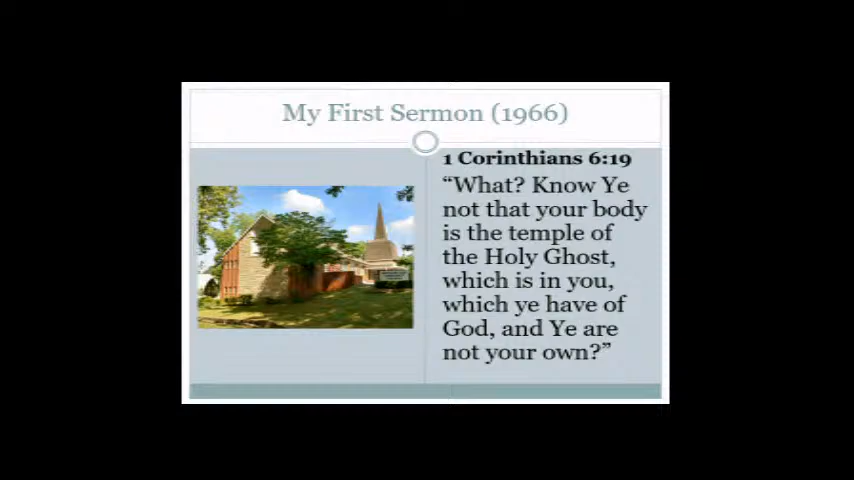 My First Sermon (1966)
1 Corinthians 6:19
“What? Know Ye
not that your body
is the temple of
the Holy Ghost,
which is in you,
which ye have of
God, and Ye are
not your own?”